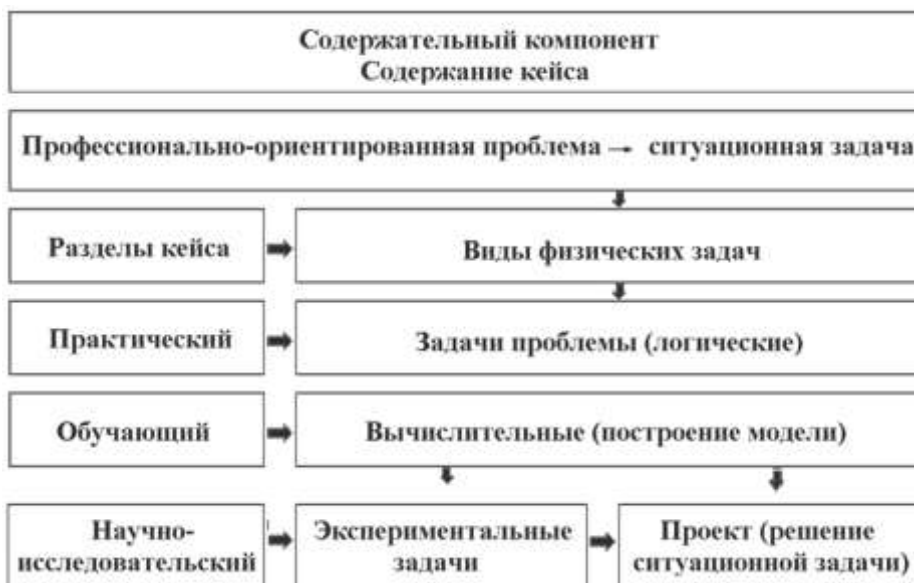 Содержательный компонент
Содержание кейса
Профессионально-ориентированная проблема → ситуационная задача
Разделы кейса
Виды физических задач
Практический
Задачи проблемы (логические)
Обучающий
Вычислительные (построение модели)
Научно-
исследовательский
Экспериментальные
задачи
Проект (решение
ситуационной задачи)